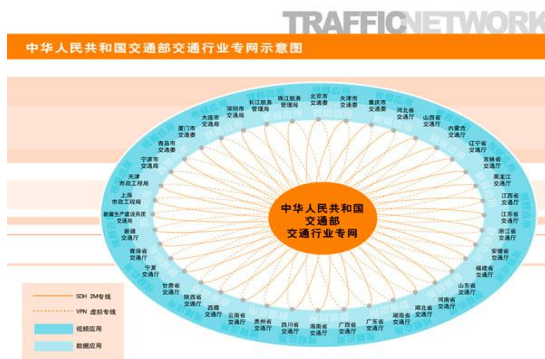 TRAFFICNETWORK
中华人民共和国交通部交通行业专网示意图
北京市
交通委
天津市
交通委
重庆市
交通委
河北省
交通厅
山西省
交通厅
内蒙古
交通厅
辽宁省
交通厅
吉林省
交通厅
黑龙江
交通厅
江西省
交通厅
江苏省
交通厅
浙江省
交通厅
安徽省
交通厅
福建省
交通厅
山东省
交通厅
河南省
交通厅
湖北省
交通厅
湖南省
交通厅
广东省
交通厅
广西省
交通厅
海南省
交通厅
四川省
交通厅
贵州省
交通厅
云南省
交通厅
西藏
交通厅
陕西省
交通厅
甘肃省
交通厅
宁夏
交通厅
青海省
交通厅
新疆
交通厅
新疆生产建设兵团
交通局
上海
市政工程局
天津
市政工程局
宁波市
交通局
青岛市
交通委
厦门市
交通委
大连市
交通局
深圳市
交通局
长江航务
管理局
珠江航务
管理局
中华人民共和国
交通部
交通行业专网
SDH 2M专线
VPN 虚拟专线
视频应用
数据应用